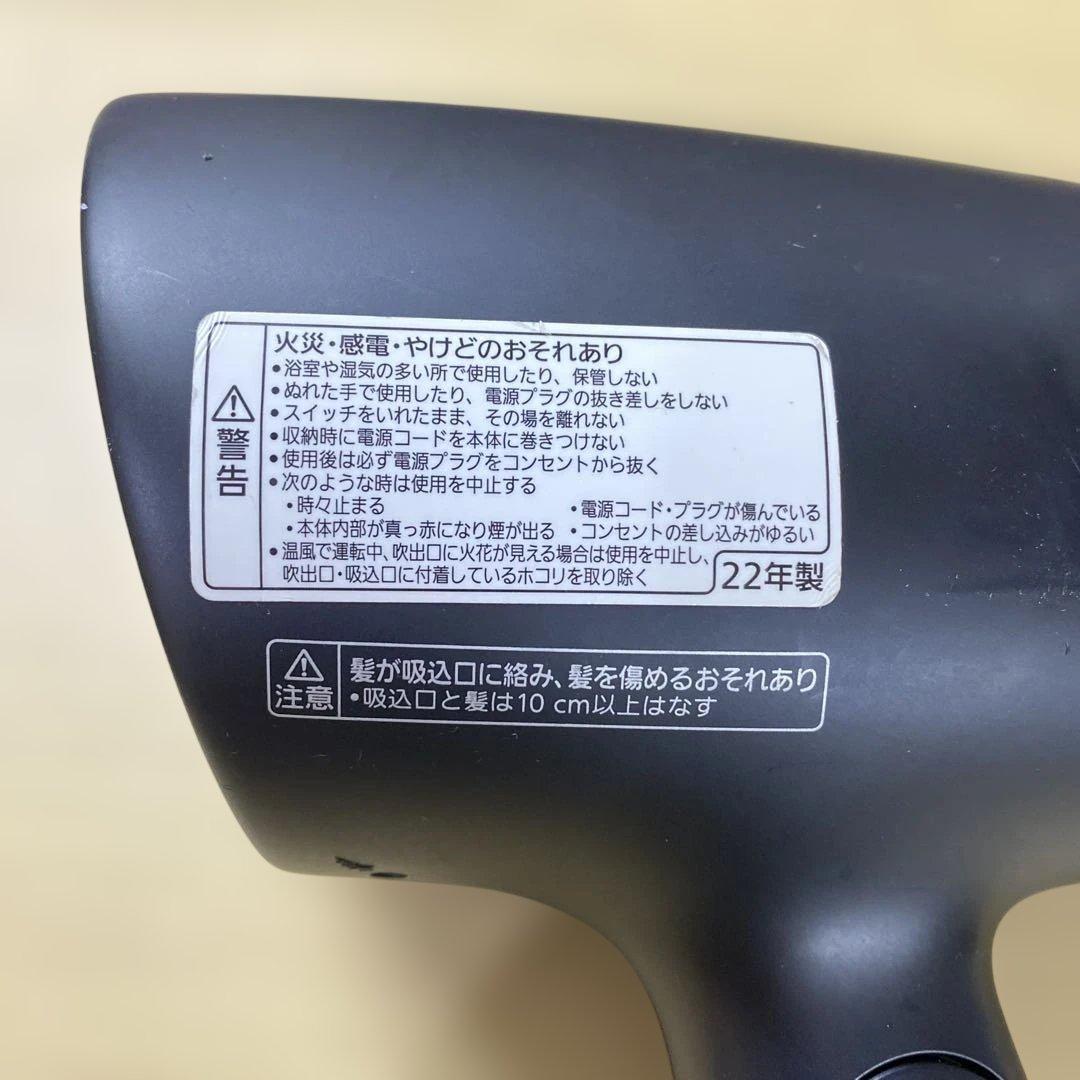 警告
火災・感電・やけどのおそれあり
•浴室や湿気の多い所で使用したり、保管しない
•ぬれた手で使用したり、電源プラグの抜き差しをしない
•スイッチをいれたまま、その場を離れない
•収納時に電源コードを本体に巻きつけない
•使用後は必ず電源プラグをコンセントから抜く
•次のような時は使用を中止する
・時々止まる ・電源コード・プラグが傷んでいる
・本体内部が真っ赤になり煙が出る ・コンセントの差し込みがゆるい
•温風で運転中、吹出口に火花が見える場合は使用を中止し、
吹出口・吸込口に付着しているホコリを取り除く
22年製
注意
髪が吸込口に絡み、髪を傷めるおそれあり
•吸込口と髪は10 cm以上はなす